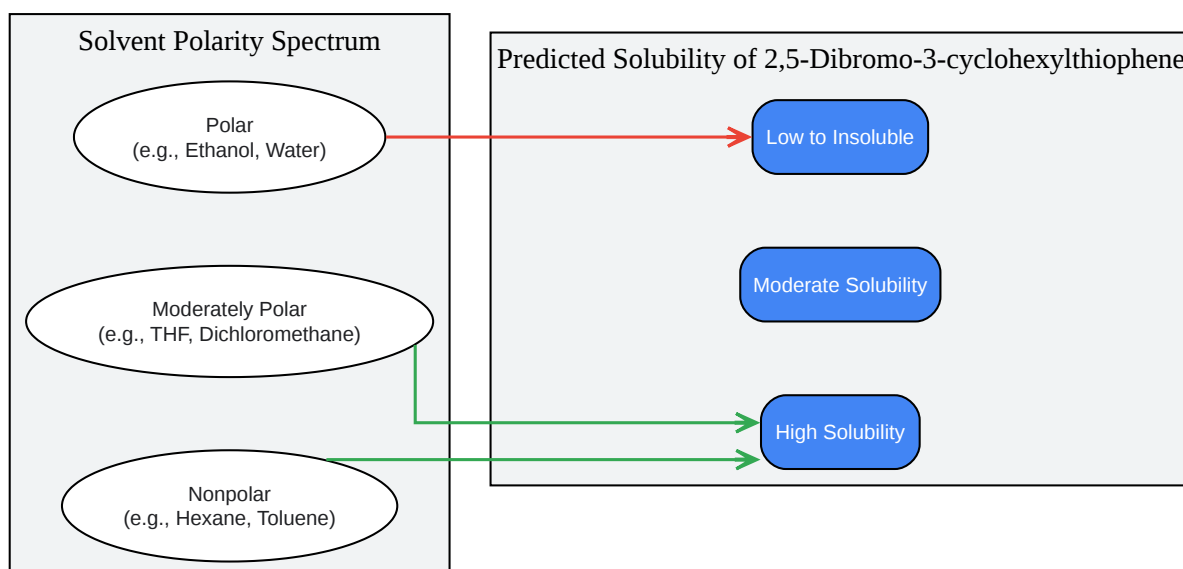 Solvent Polarity Spectrum
Polar
(e.g., Ethanol, Water)
Moderately Polar
(e.g., THF, Dichloromethane)
Nonpolar
(e.g., Hexane, Toluene)
Predicted Solubility of 2,5-Dibromo-3-cyclohexylthiophene
Low to Insoluble
Moderate Solubility
High Solubility